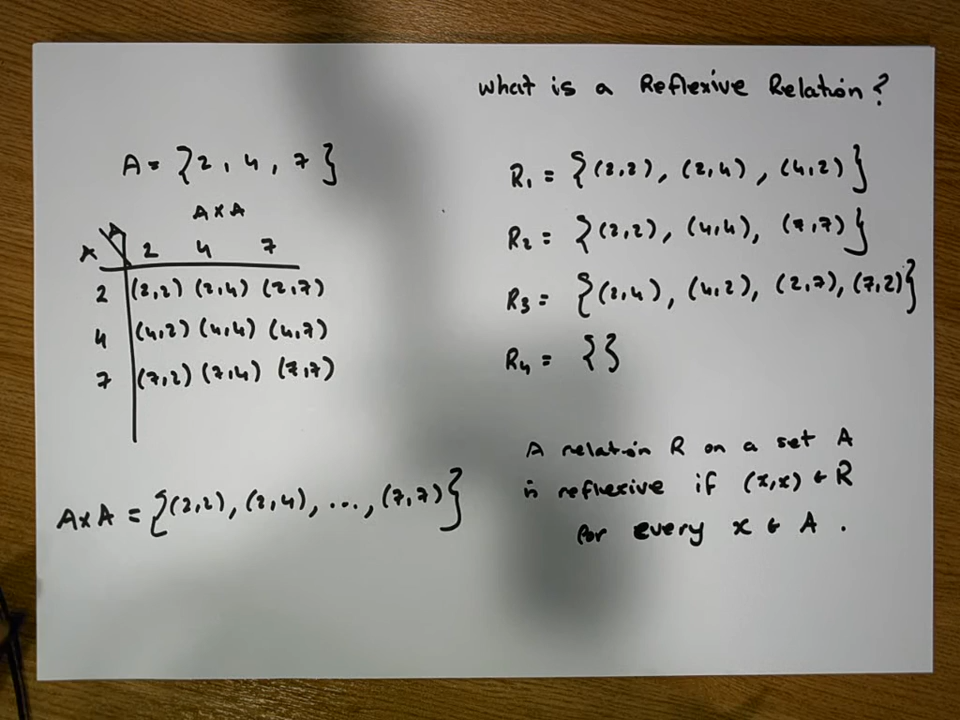 What is a Reflexive Relation?
A = {2, 4, 7}
A x A
A A 2 4 7
2 (2,2) (2,4) (2,7)
4 (4,2) (4,4) (4,7)
7 (7,2) (7,4) (7,7)
A x A = {(2,2), (2,4), ..., (7,7)}
R1 = {(2,2), (2,4), (4,2)}
R2 = {(2,2), (4,4), (7,7)}
R3 = {(2,4), (4,2), (2,7), (7,2)}
R4 = {}
A relation R on a set A
is reflexive if (x,x) ∈ R
for every x ∈ A.